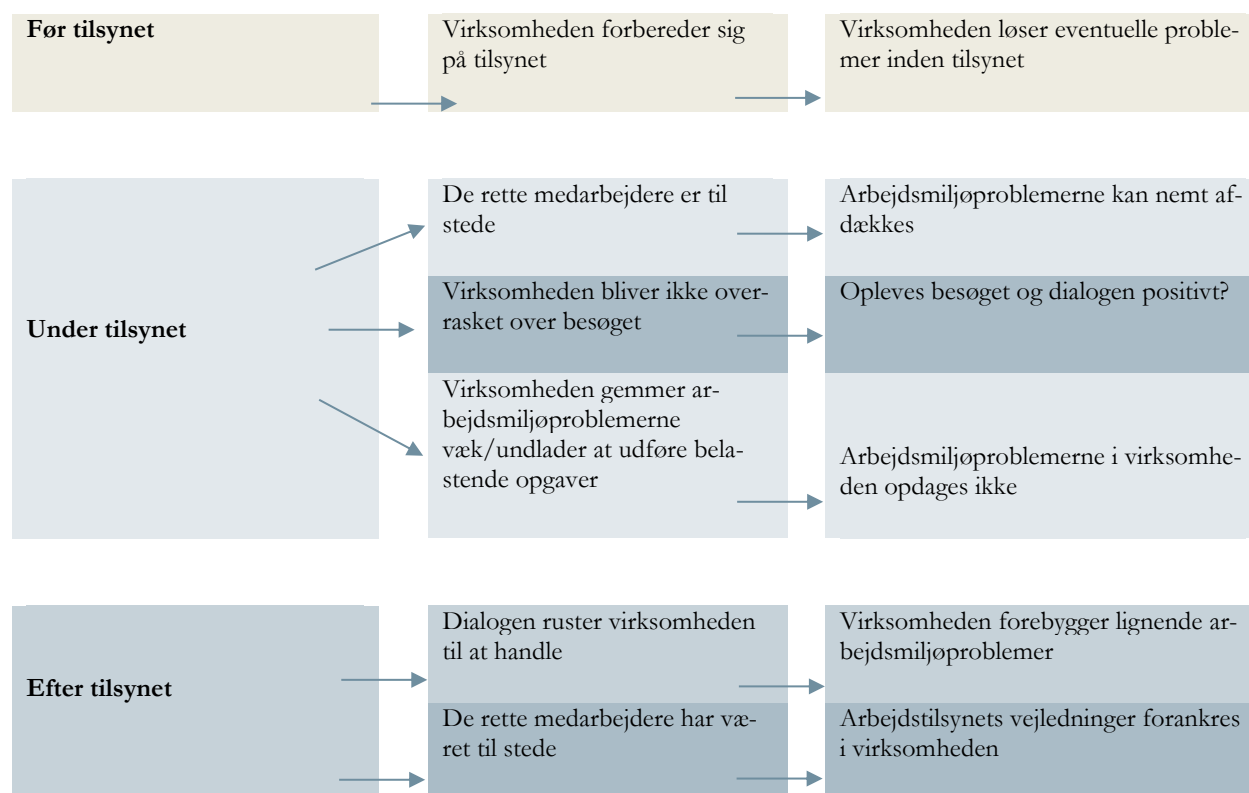 Før tilsynet
Virksomheden forbereder sig
på tilsynet
Virksomheden løser eventuelle proble-
mer inden tilsynet
Under tilsynet
De rette medarbejdere er til
stede
Arbejdsmiljøproblemerne kan nemt af-
dækkes
Virksomheden bliver ikke over-
rasket over besøget
Opleves besøget og dialogen positivt?
Virksomheden gemmer ar-
bejdsmiljøproblemerne
væk/undlader at udføre bela-
stende opgaver
Arbejdsmiljøproblemerne i virksomhe-
den opdages ikke
Efter tilsynet
Dialogen ruster virksomheden
til at handle
Virksomheden forebygger lignende ar-
bejdsmiljøproblemer
De rette medarbejdere har væ-
ret til stede
Arbejdstilsynets vejledninger forankres
i virksomheden